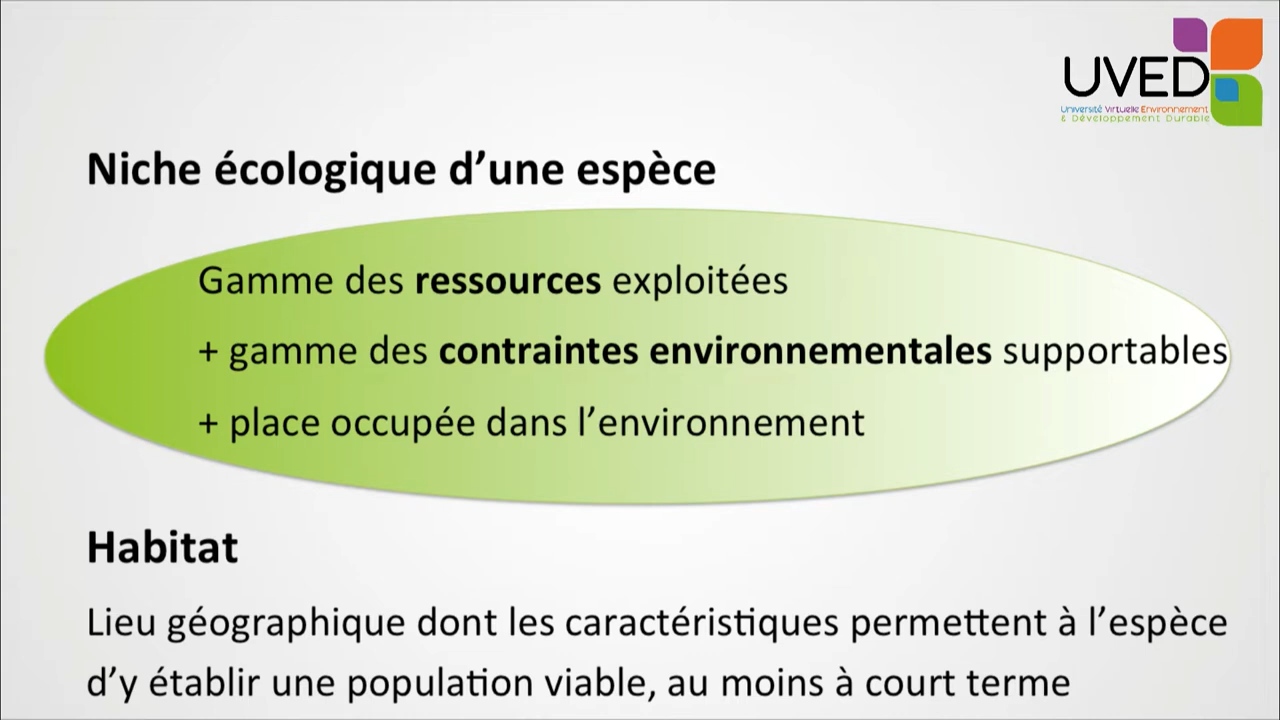 UVED
Université Virtuelle Environnement
& Développement Durable
Niche écologique d’une espèce
Gamme des ressources exploitées
+ gamme des contraintes environnementales supportables
+ place occupée dans l’environnement
Habitat
Lieu géographique dont les caractéristiques permettent à l’espèce
d’y établir une population viable, au moins à court terme